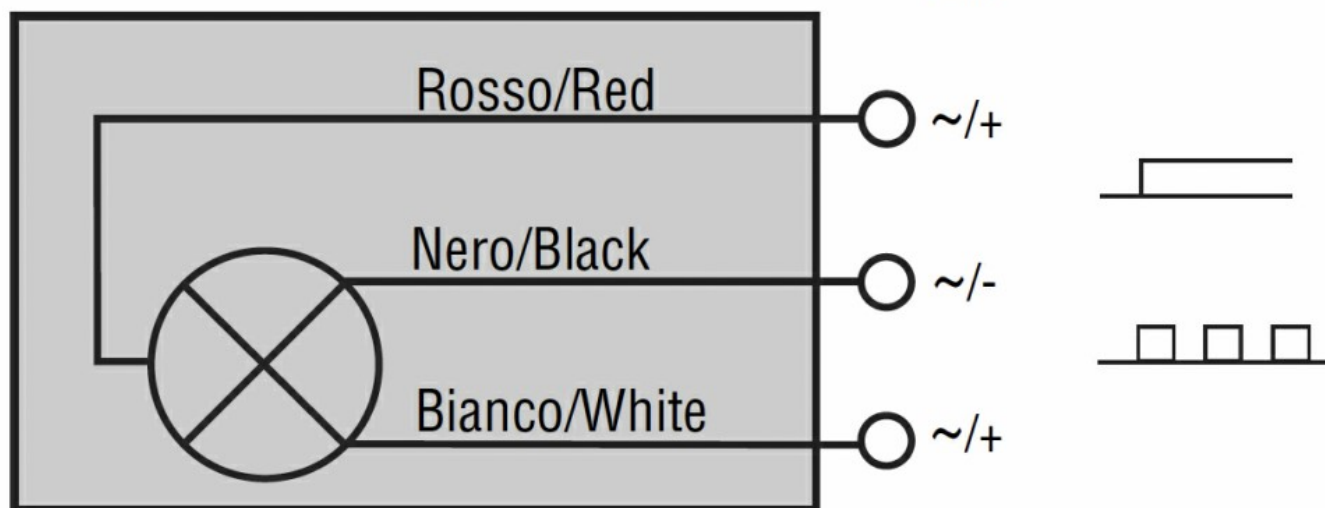 Rosso/Red
~/+
Nero/Black
~/-
Bianco/White
~/+